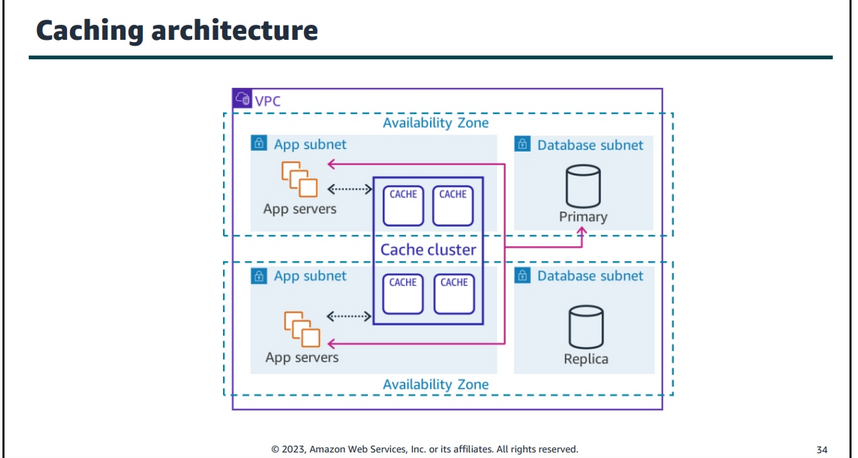 Caching architecture
VPC
Availability Zone
App subnet
Database subnet
CACHE CACHE
App servers
Primary
Cache cluster
App subnet
Database subnet
CACHE CACHE
App servers
Replica
Availability Zone
© 2023, Amazon Web Services, Inc. or its affiliates. All rights reserved.
34